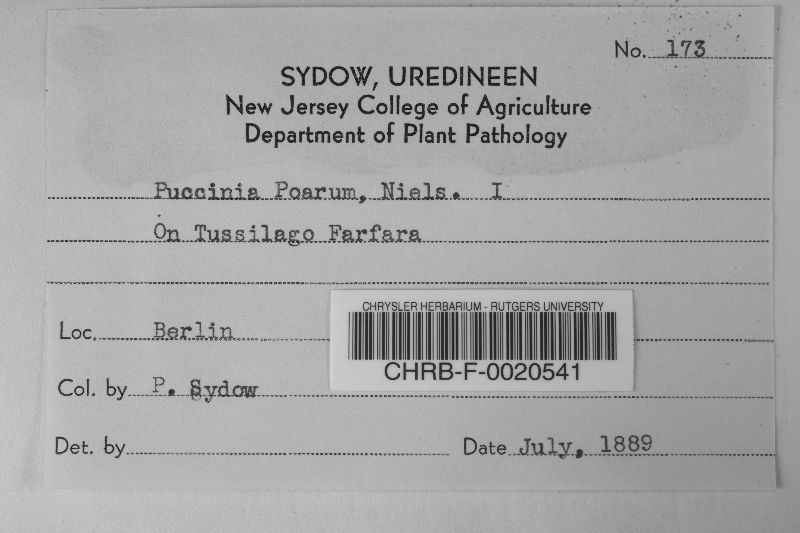 No. 173
SYDOW, UREDINEEN
New Jersey College of Agriculture
Department of Plant Pathology
Puccinia Poarum, Niels. I
On Tussilago Farfara
CHRYSLER HERBARIUM - RUTGERS UNIVERSITY
Loc. Berlin
CHRB-F-0020541
Col. by P. Sydow
Det. by
Date July, 1889